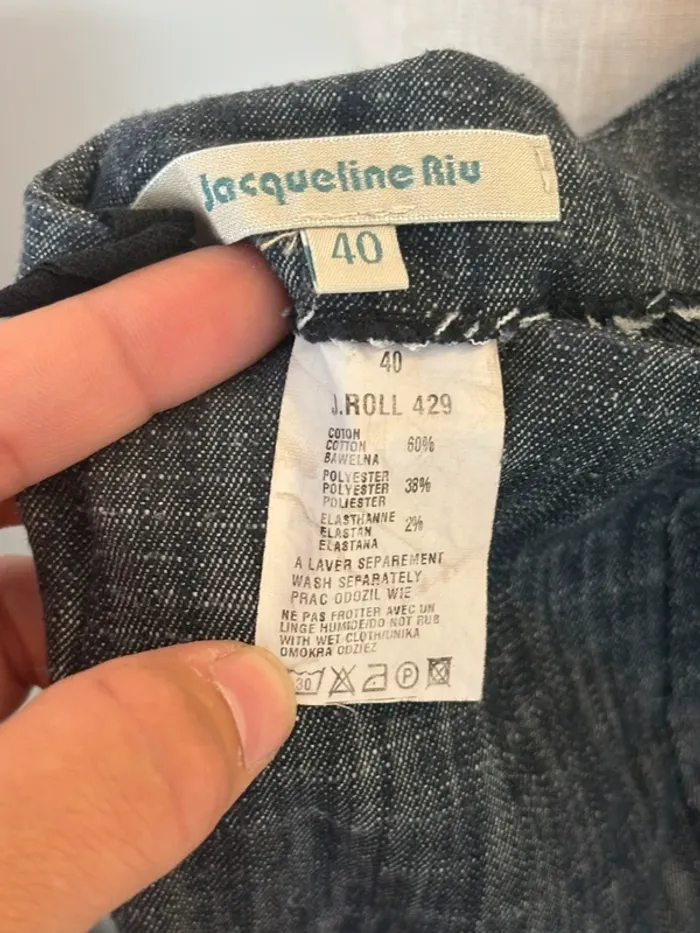 Jacqueline Riu
40
40
J.ROLL 429
COTON
COTTON 60%
BAWELNA
POLYESTER
POLYESTER 38%
POLIESTER
ELASTHANNE
ELASTAN 2%
ELASTANA
A LAVER SEPAREMENT
WASH SEPARATELY
PRAC ODDZIL WIE
NE PAS FROTTER AVEC UN
LINGE HUMIDE/DO NOT RUB
WITH WET CLOTH/UNIKA
OMOKRA ODZIEZ
30 P